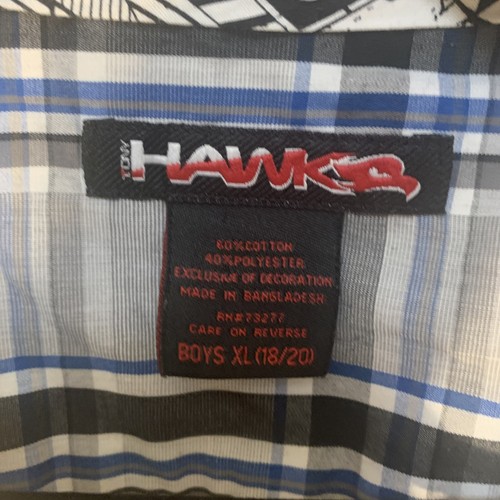 TONY HAWK
60%COTTON
40%POLYESTER
EXCLUSIVE OF DECORATION
MADE IN BANGLADESH
RN#73277
CARE ON REVERSE
BOYS XL (18/20)